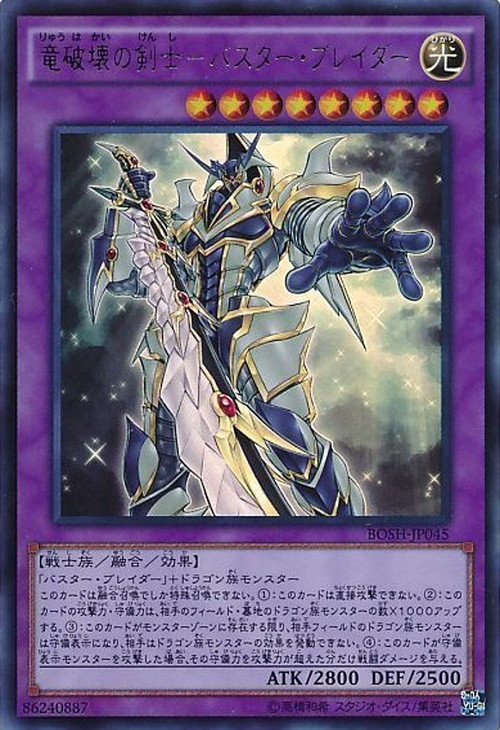 竜破壊の剣士－バスター・ブレイダー
光
BOSH-JP045
【戦士族／融合／効果】
「バスター・ブレイダー」＋ドラゴン族モンスター
このカードは融合召喚でしか特殊召喚できない。①：このカードは直接攻撃できない。②：この
カードの攻撃力・守備力は、相手のフィールド・墓地のドラゴン族モンスターの数×1000アップ
する。③：このカードがモンスターゾーンに存在する限り、相手フィールドのドラゴン族モンスター
は守備表示になり、相手はドラゴン族モンスターの効果を発動できない。④：このカードが守備
表示モンスターを攻撃した場合、その守備力を攻撃力が超えた分だけ戦闘ダメージを与える。
ATK/2800 DEF/2500
86240887
©高橋和希 スタジオ・ダイス/集英社